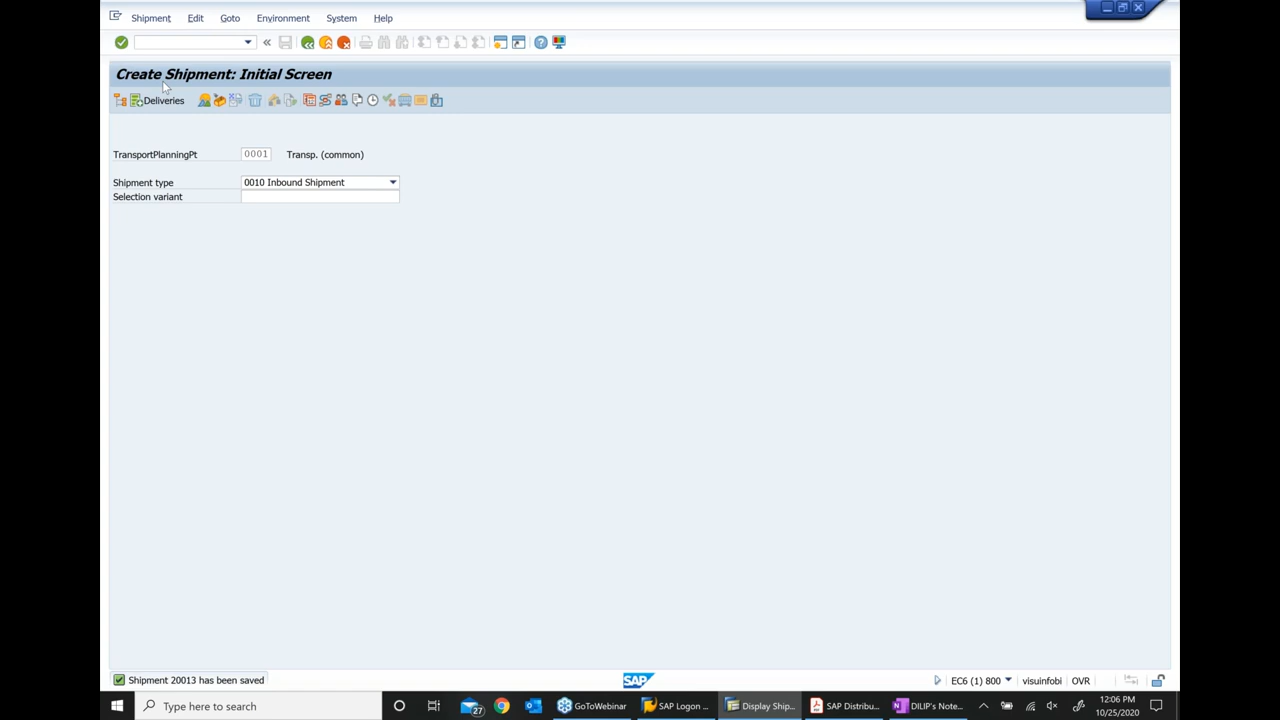 Shipment Edit Goto Environment System Help
Create Shipment: Initial Screen
Deliveries
TransportPlanningPt 0001 Transp. (common)
Shipment type 0010 Inbound Shipment
Selection variant
Shipment 20013 has been saved
SAP
EC6 (1) 800 visuinfobi OVR
Type here to search
27
GoToWebinar
SAP Logon ...
Display Ship...
SAP Distribu...
DILIP's Note...
12:06 PM
10/25/2020